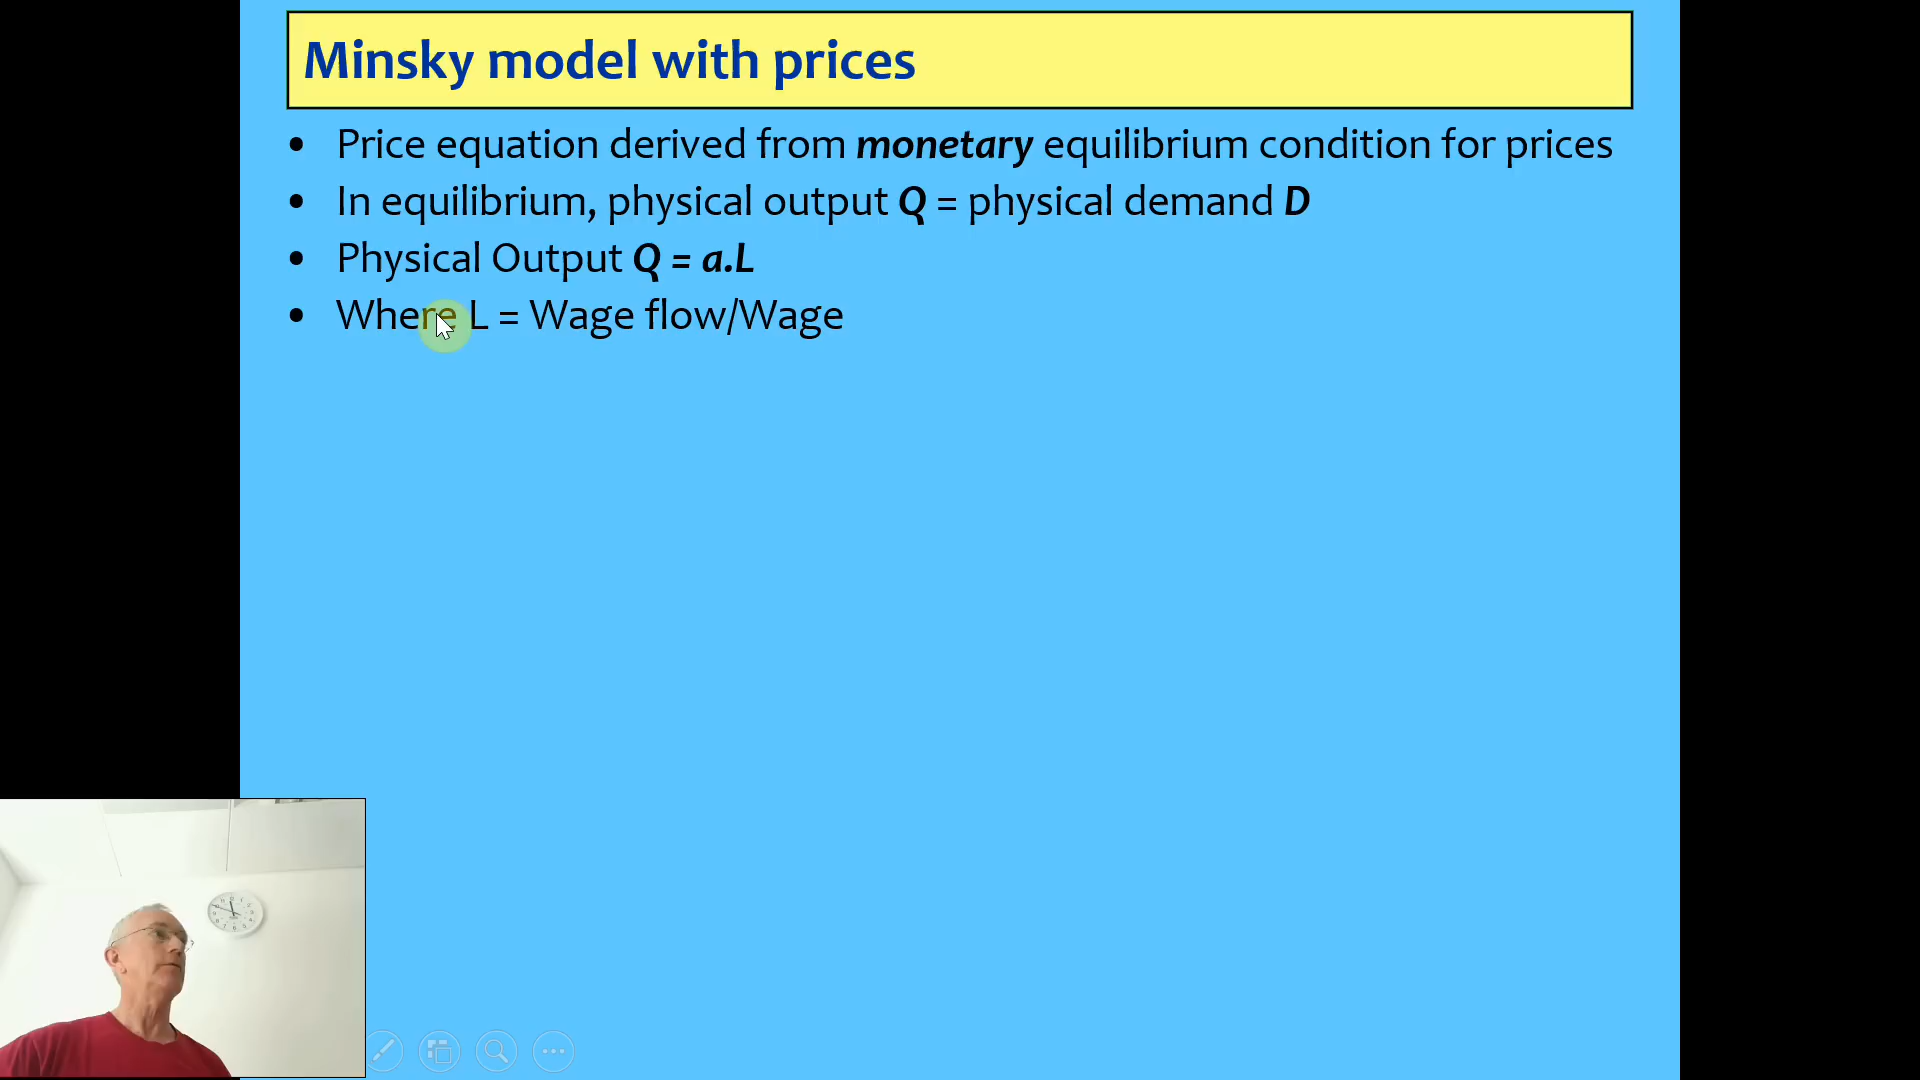 Minsky model with prices
• Price equation derived from monetary equilibrium condition for prices
• In equilibrium, physical output Q = physical demand D
• Physical Output Q = a.L
• Where L = Wage flow/Wage